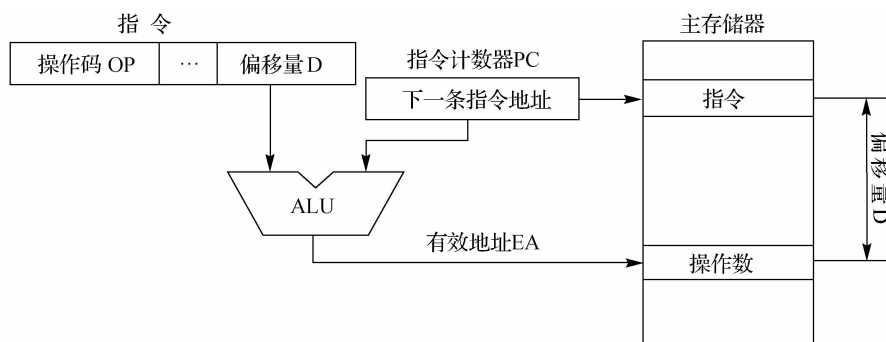 指 令
操作码 OP
…
偏移量 D
指令计数器PC
下一条指令地址
主存储器
指令
ALU
偏移量 D
有效地址EA
操作数